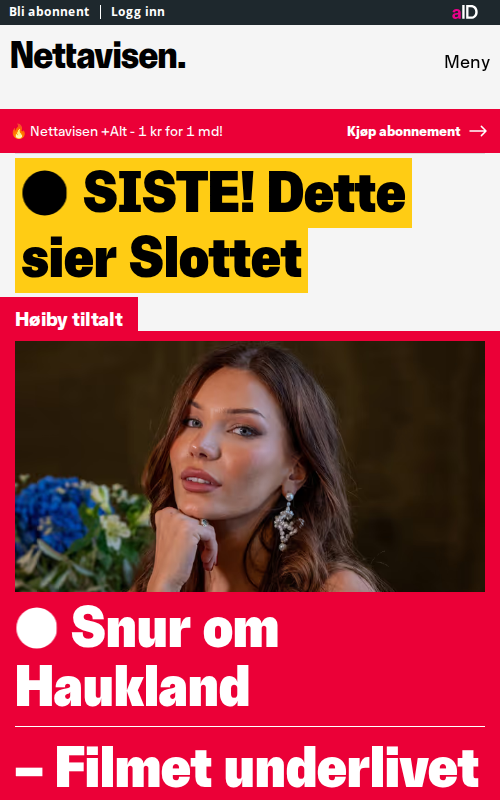 Bli abonnent | Logg inn
aID
Nettavisen.
Meny
🔥 Nettavisen +Alt - 1 kr for 1 md!
Kjøp abonnement →
● SISTE! Dette
sier Slottet
Høiby tiltalt
● Snur om
Haukland
– Filmet underlivet